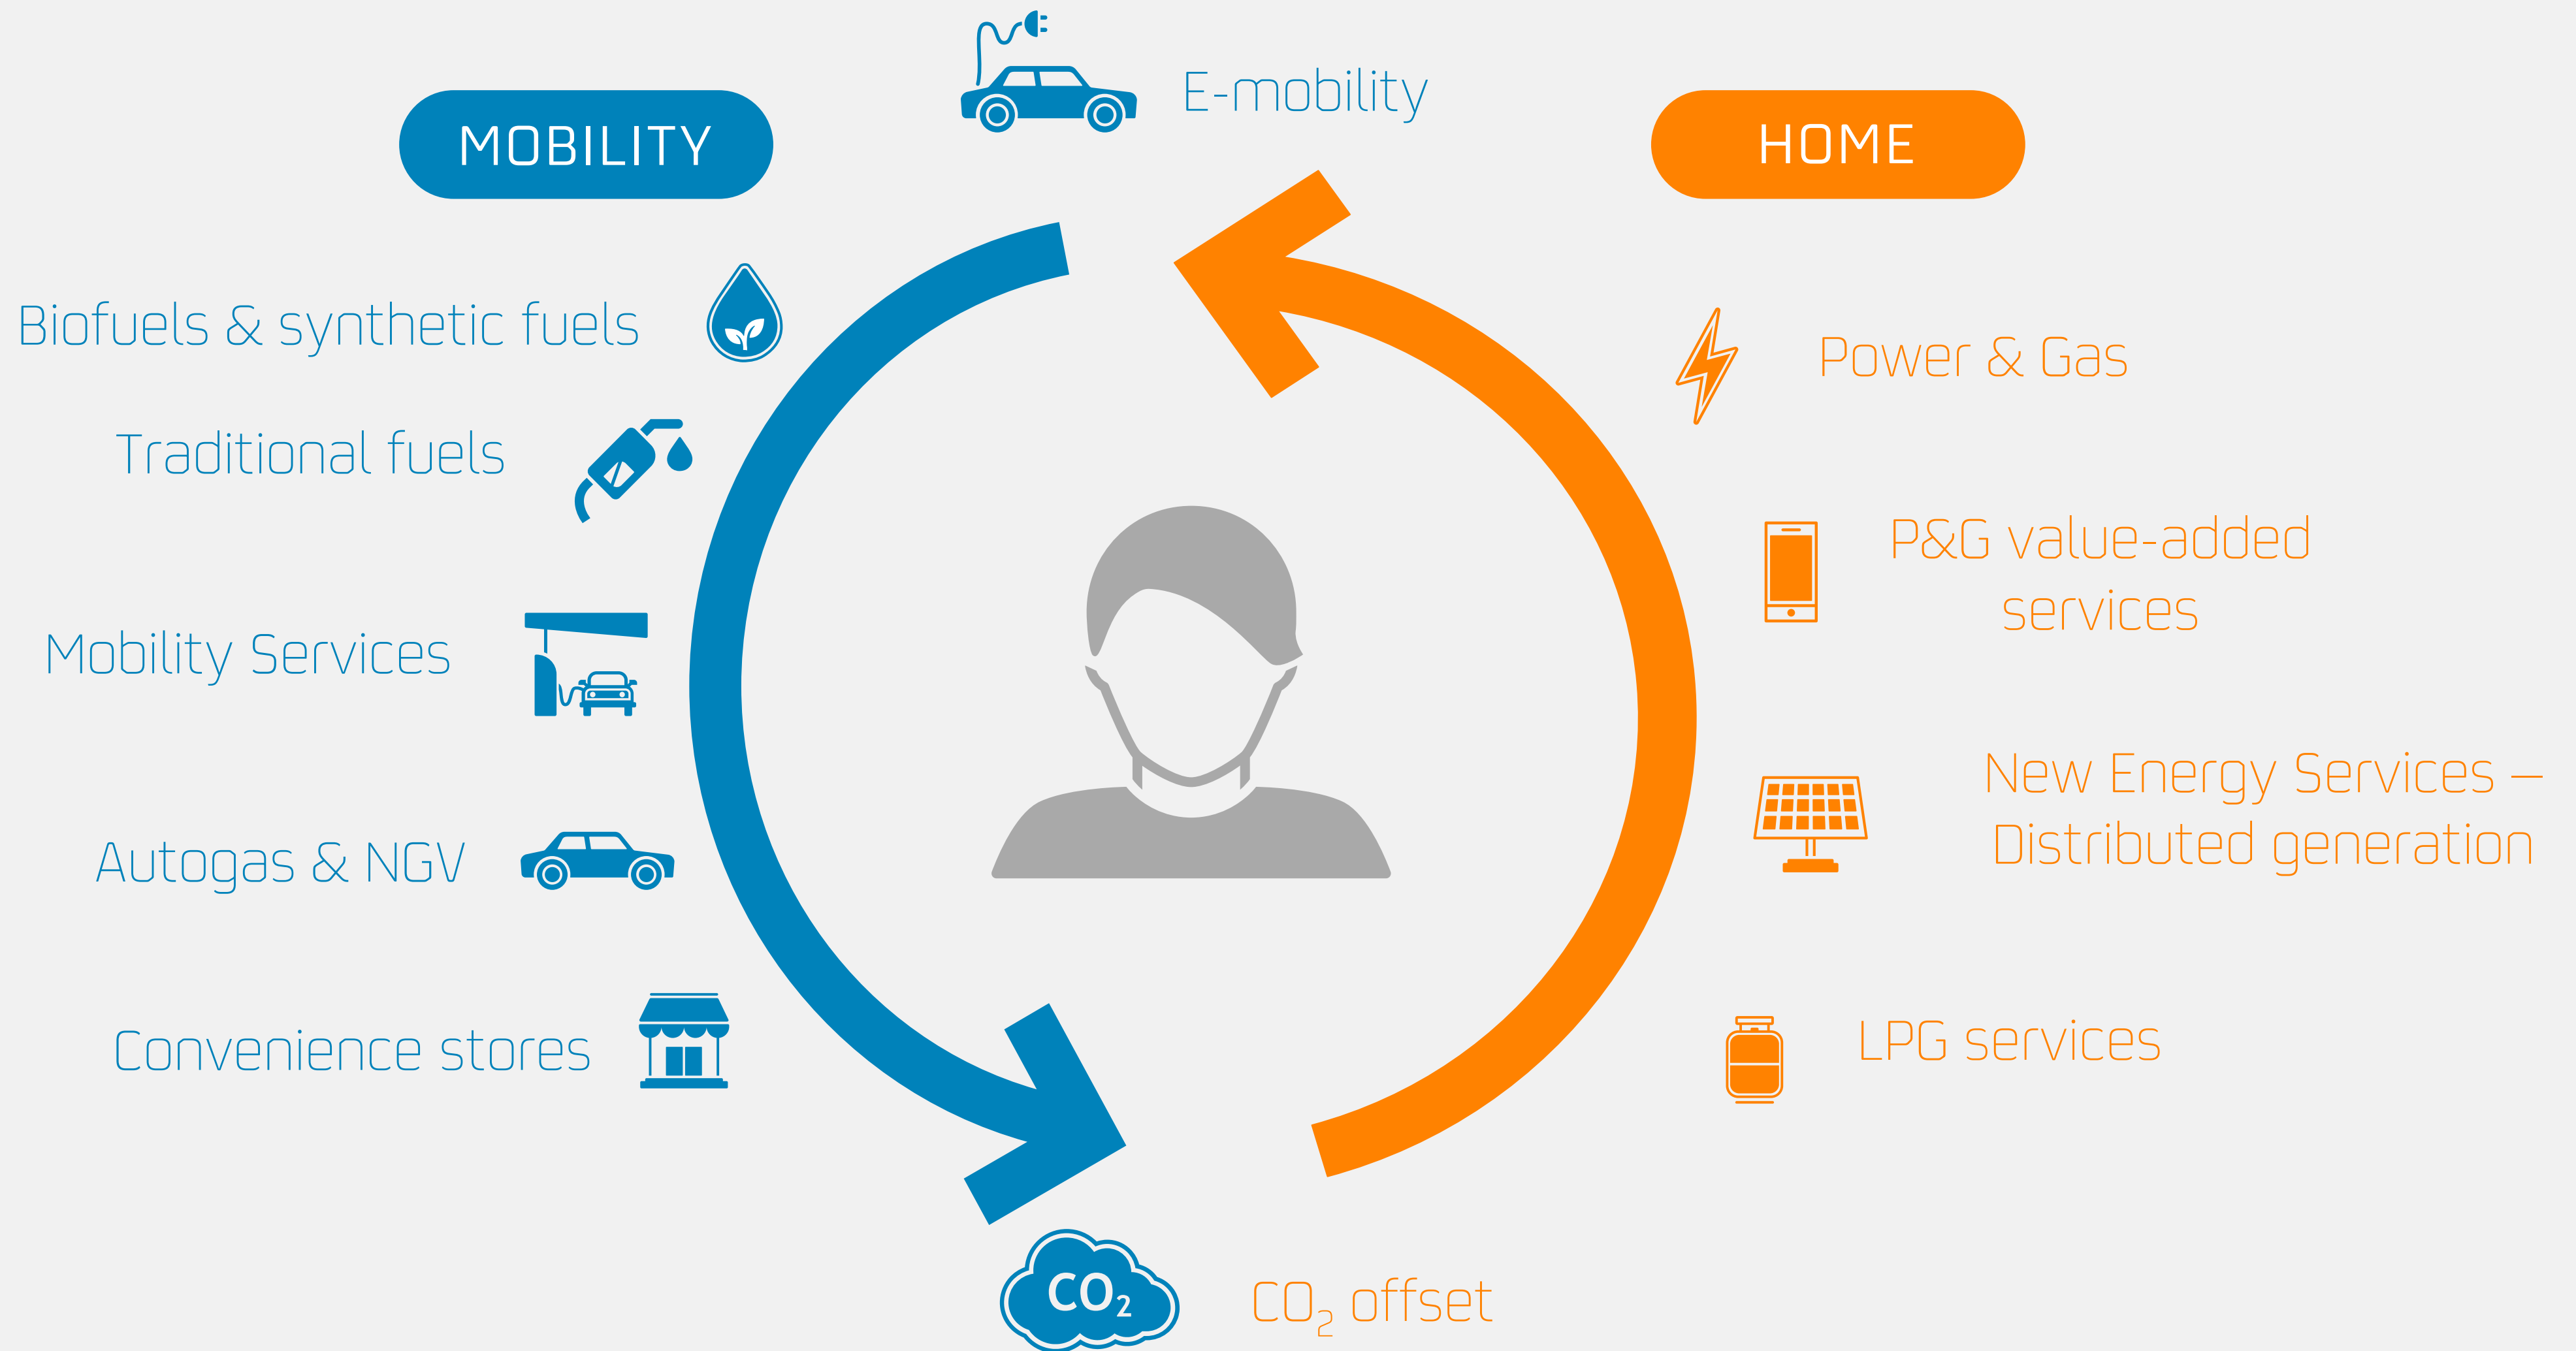 E-mobility
MOBILITY
Biofuels & synthetic fuels
Traditional fuels
Mobility Services
Autogas & NGV
Convenience stores
HOME
Power & Gas
P&G value-added
services
New Energy Services –
Distributed generation
LPG services
CO₂
CO₂ offset